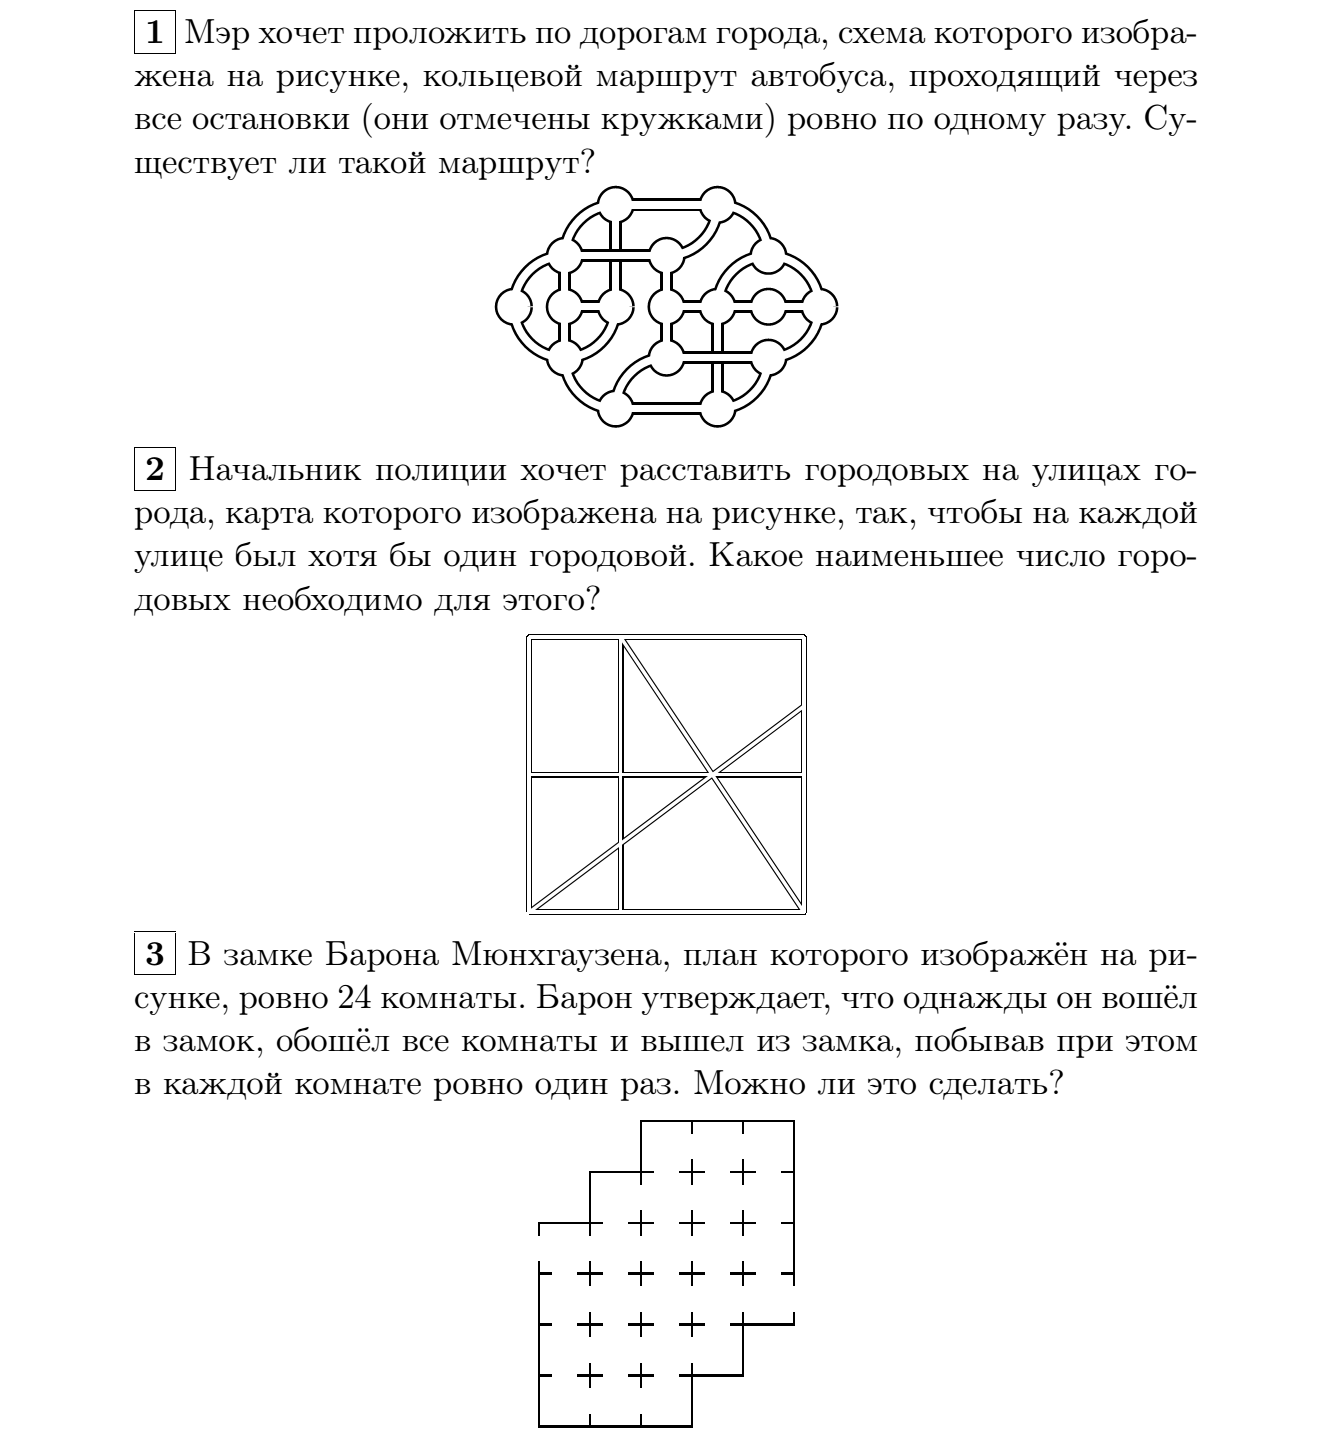 1 Мэр хочет проложить по дорогам города, схема которого изобра-
жена на рисунке, кольцевой маршрут автобуса, проходящий через
все остановки (они отмечены кружками) ровно по одному разу. Су-
ществует ли такой маршрут?
2 Начальник полиции хочет расставить городовых на улицах го-
рода, карта которого изображена на рисунке, так, чтобы на каждой
улице был хотя бы один городовой. Какое наименьшее число горо-
довых необходимо для этого?
3 В замке Барона Мюнхгаузена, план которого изображён на ри-
сунке, ровно 24 комнаты. Барон утверждает, что однажды он вошёл
в замок, обошёл все комнаты и вышел из замка, побывав при этом
в каждой комнате ровно один раз. Можно ли это сделать?